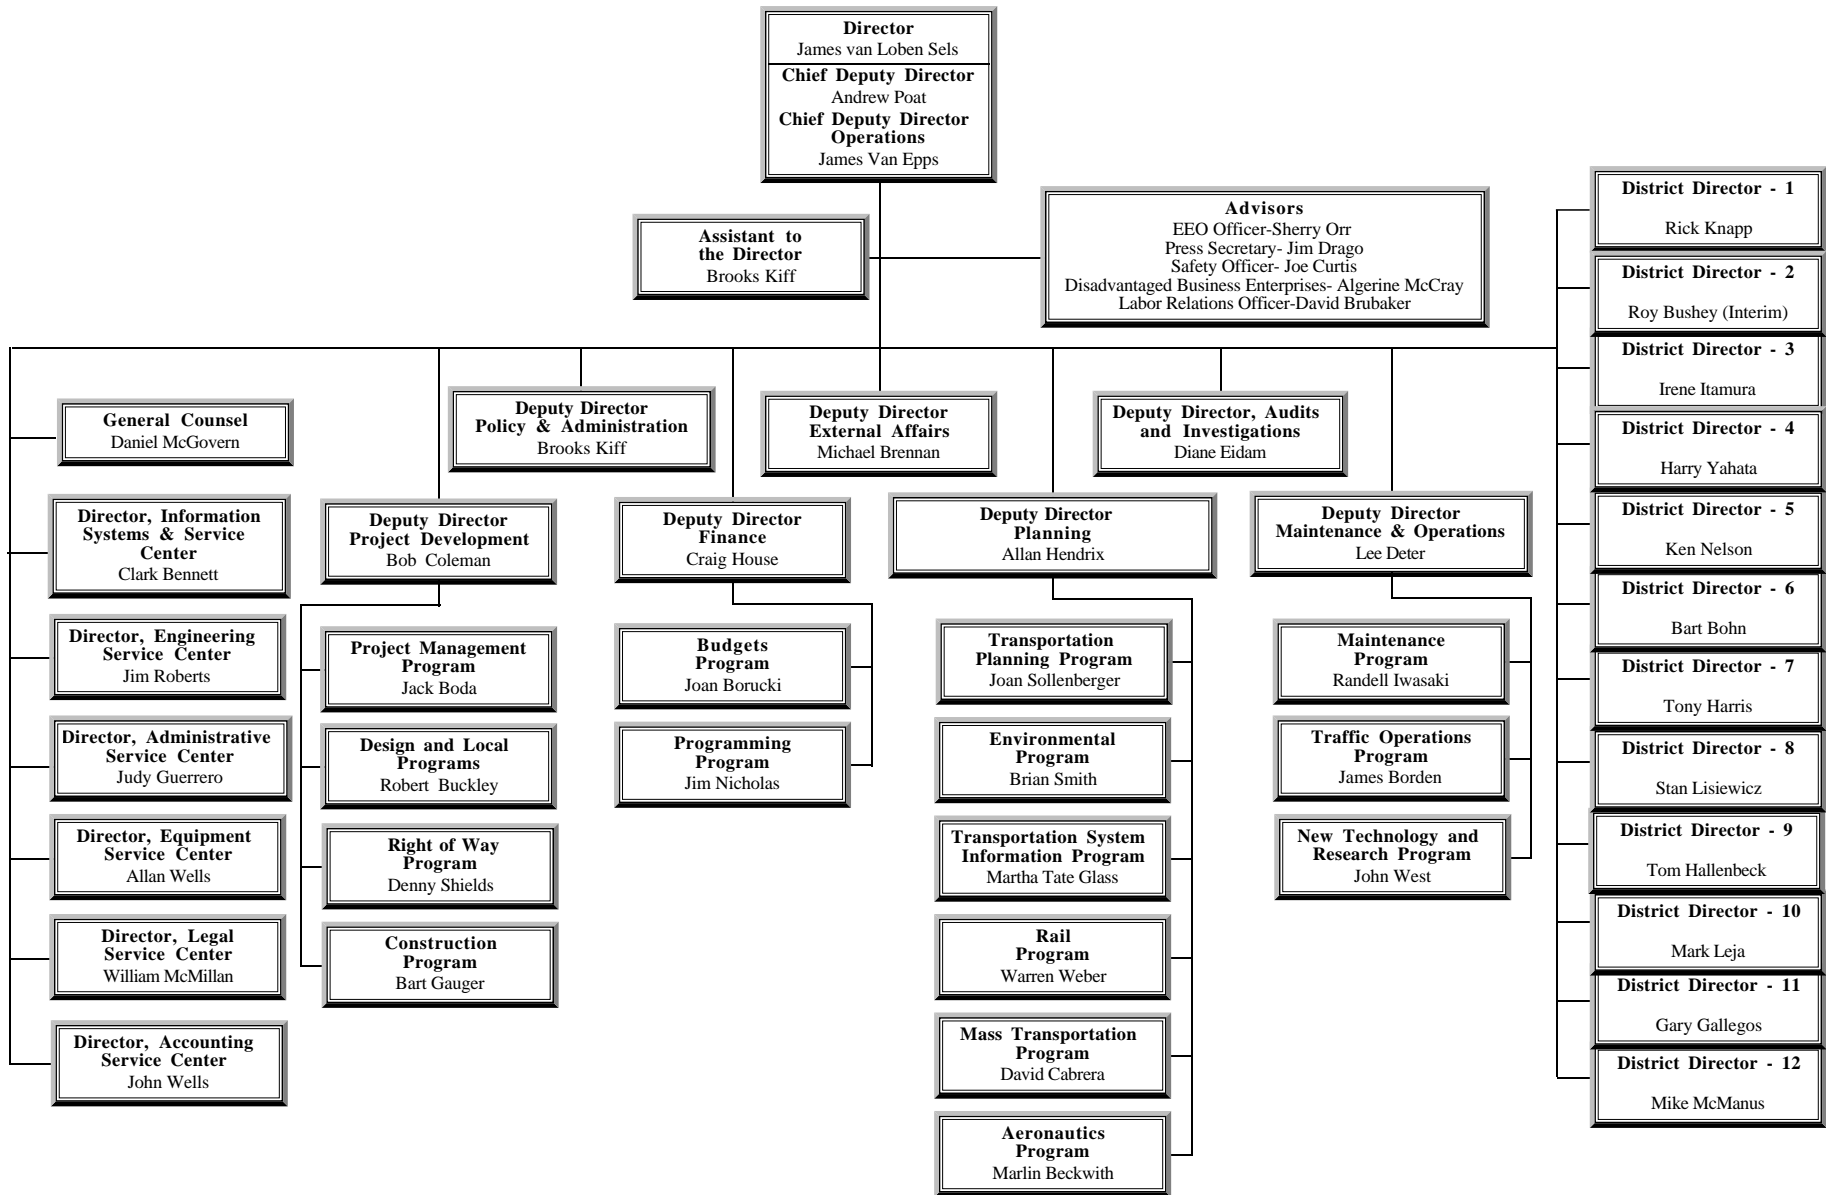 Director
James van Loben Sels
Chief Deputy Director
Andrew Poat
Chief Deputy Director
Operations
James Van Epps
Assistant to
the Director
Brooks Kiff
Advisors
EEO Officer-Sherry Orr
Press Secretary- Jim Drago
Safety Officer- Joe Curtis
Disadvantaged Business Enterprises- Algerine McCray
Labor Relations Officer-David Brubaker
General Counsel
Daniel McGovern
Director, Information
Systems & Service
Center
Clark Bennett
Director, Engineering
Service Center
Jim Roberts
Director, Administrative
Service Center
Judy Guerrero
Director, Equipment
Service Center
Allan Wells
Director, Legal
Service Center
William McMillan
Director, Accounting
Service Center
John Wells
Deputy Director
Project Development
Bob Coleman
Project Management
Program
Jack Boda
Design and Local
Programs
Robert Buckley
Right of Way
Program
Denny Shields
Construction
Program
Bart Gauger
Deputy Director
Policy & Administration
Brooks Kiff
Deputy Director
Finance
Craig House
Budgets
Program
Joan Borucki
Programming
Program
Jim Nicholas
Deputy Director
External Affairs
Michael Brennan
Deputy Director
Planning
Allan Hendrix
Transportation
Planning Program
Joan Sollenberger
Environmental
Program
Brian Smith
Transportation System
Information Program
Martha Tate Glass
Rail
Program
Warren Weber
Mass Transportation
Program
David Cabrera
Aeronautics
Program
Marlin Beckwith
Deputy Director, Audits
and Investigations
Diane Eidam
Deputy Director
Maintenance & Operations
Lee Deter
Maintenance
Program
Randell Iwasaki
Traffic Operations
Program
James Borden
New Technology and
Research Program
John West
District Director - 1
Rick Knapp
District Director - 2
Roy Bushey (Interim)
District Director - 3
Irene Itamura
District Director - 4
Harry Yahata
District Director - 5
Ken Nelson
District Director - 6
Bart Bohn
District Director - 7
Tony Harris
District Director - 8
Stan Lisiewicz
District Director - 9
Tom Hallenbeck
District Director - 10
Mark Leja
District Director - 11
Gary Gallegos
District Director - 12
Mike McManus